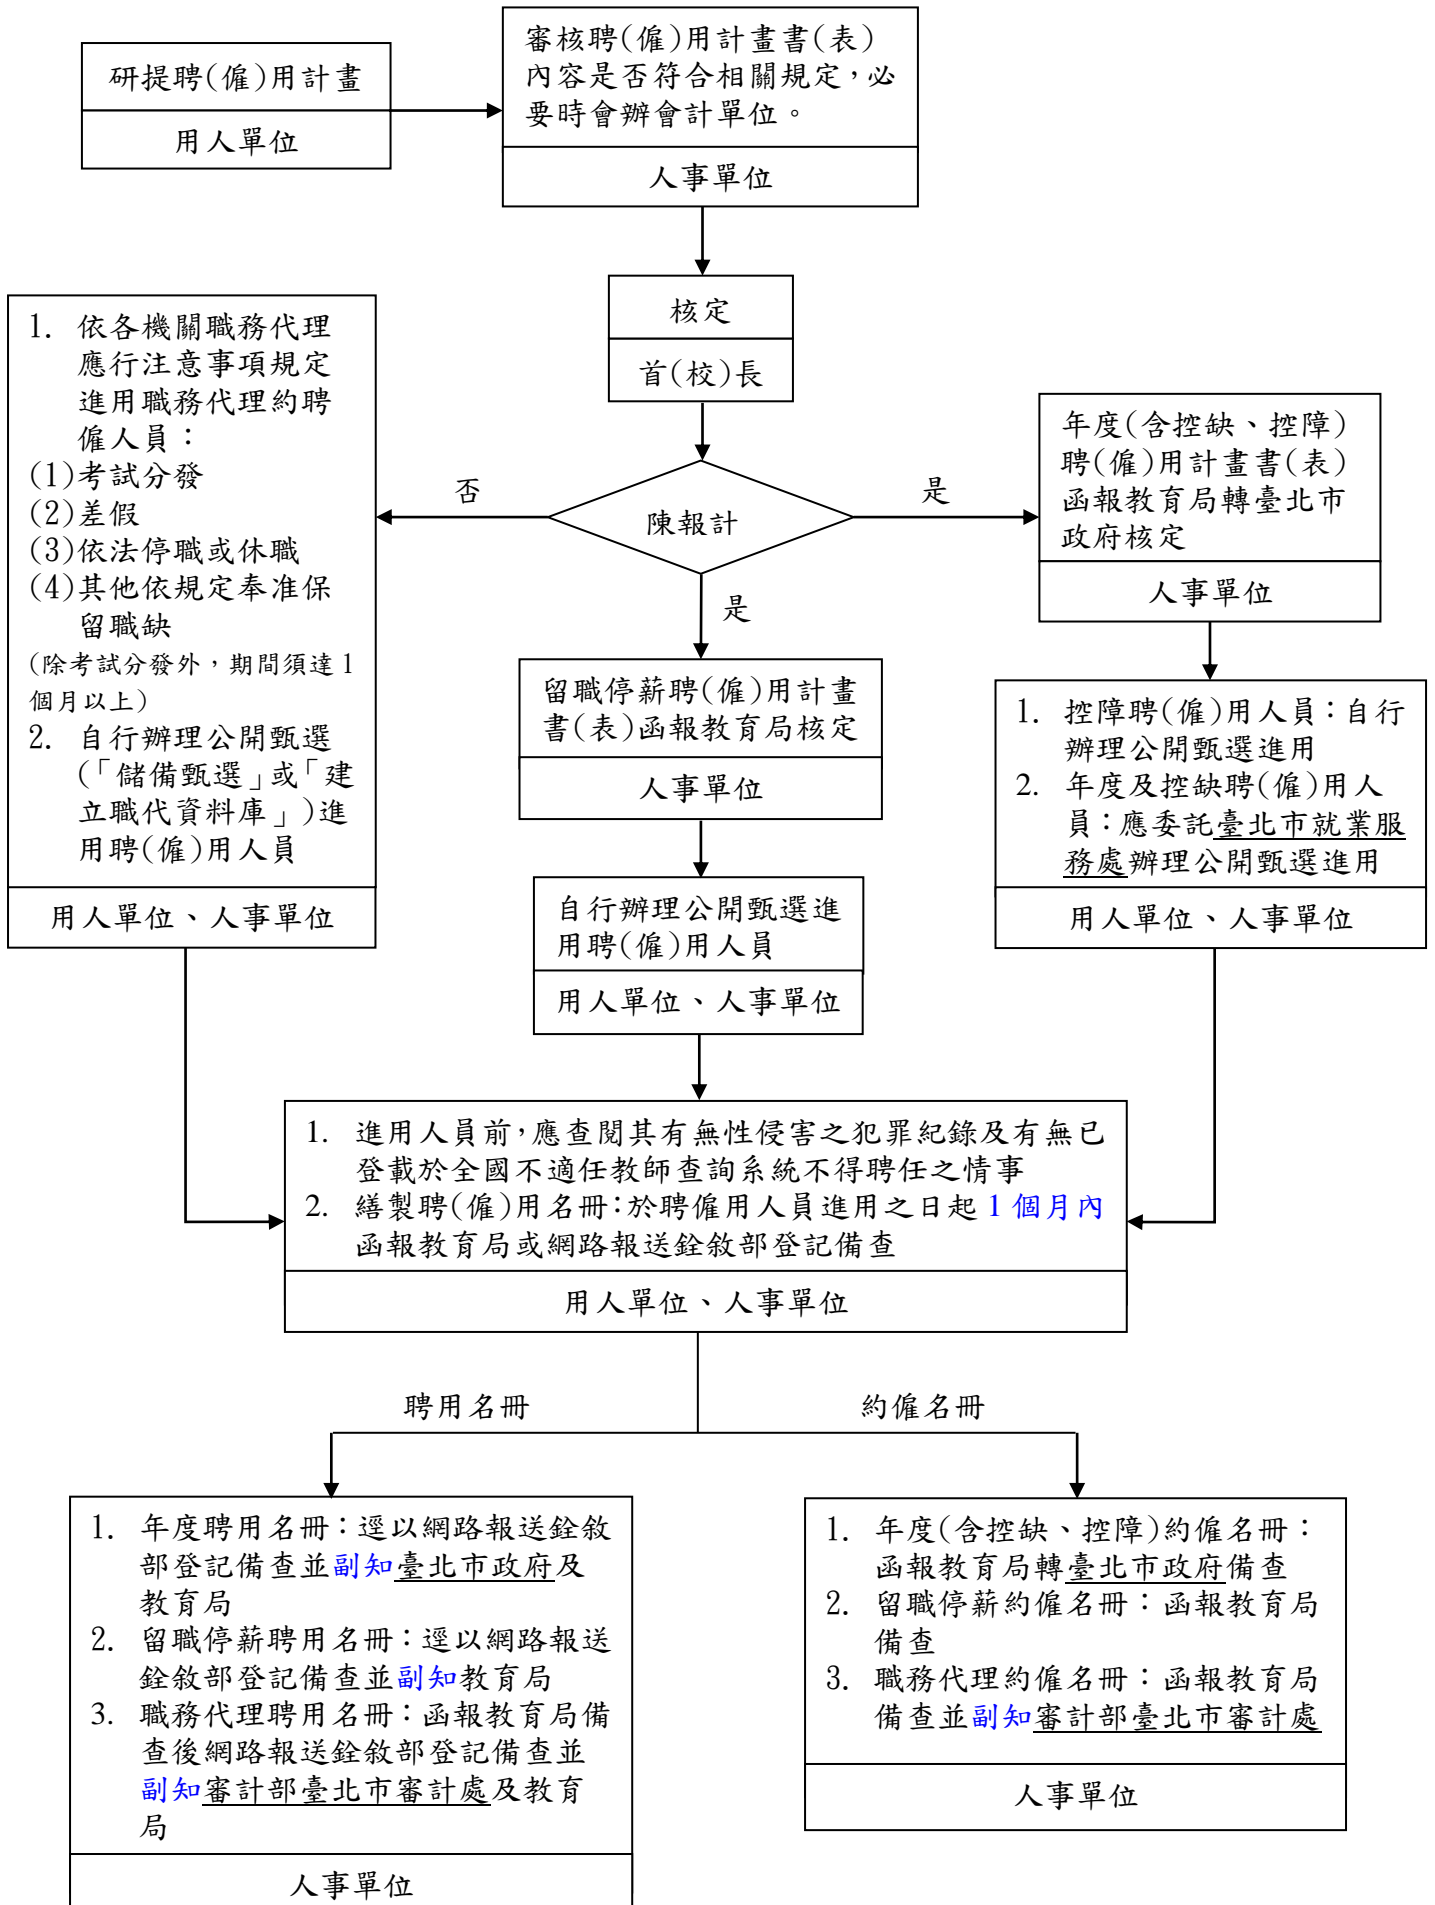 研提聘(僱)用計畫
用人單位
審核聘(僱)用計畫書(表)
內容是否符合相關規定，必
要時會辦會計單位。
人事單位
核定
首(校)長
陳報計
否
是
是
1. 依各機關職務代理
應行注意事項規定
進用職務代理約聘
僱人員：
(1)考試分發
(2)差假
(3)依法停職或休職
(4)其他依規定奉准保
留職缺
(除考試分發外，期間須達1
個月以上)
2. 自行辦理公開甄選
(「儲備甄選」或「建
立職代資料庫」)進
用聘(僱)用人員
用人單位、人事單位
留職停薪聘(僱)用計畫
書(表)函報教育局核定
人事單位
自行辦理公開甄選進
用聘(僱)用人員
用人單位、人事單位
年度(含控缺、控障)
聘(僱)用計畫書(表)
函報教育局轉臺北市
政府核定
人事單位
1. 控障聘(僱)用人員：自行
辦理公開甄選進用
2. 年度及控缺聘(僱)用人
員：應委託臺北市就業服
務處辦理公開甄選進用
用人單位、人事單位
1. 進用人員前，應查閱其有無性侵害之犯罪紀錄及有無已
登載於全國不適任教師查詢系統不得聘任之情事
2. 繕製聘(僱)用名冊：於聘僱用人員進用之日起1個月內
函報教育局或網路報送銓敘部登記備查
用人單位、人事單位
聘用名冊
約僱名冊
1. 年度聘用名冊：逕以網路報送銓敘
部登記備查並副知臺北市政府及
教育局
2. 留職停薪聘用名冊：逕以網路報送
銓敘部登記備查並副知教育局
3. 職務代理聘用名冊：函報教育局備
查後網路報送銓敘部登記備查並
副知審計部臺北市審計處及教育
局
人事單位
1. 年度(含控缺、控障)約僱名冊：
函報教育局轉臺北市政府備查
2. 留職停薪約僱名冊：函報教育局
備查
3. 職務代理約僱名冊：函報教育局
備查並副知審計部臺北市審計處
人事單位